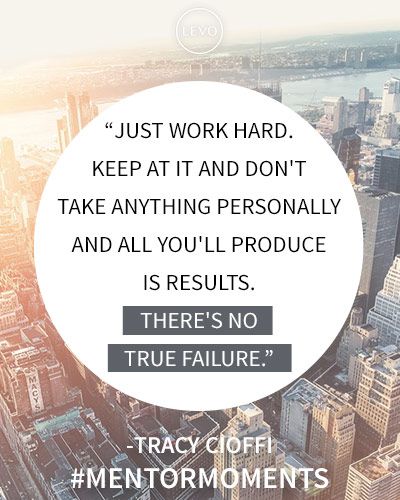 LEVO
“JUST WORK HARD.
KEEP AT IT AND DON'T
TAKE ANYTHING PERSONALLY
AND ALL YOU'LL PRODUCE
IS RESULTS.
THERE'S NO
TRUE FAILURE.”
MACY'S
-TRACY CIOFFI
#MENTORMOMENTS